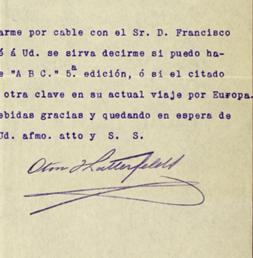 arme por cable con el Sr. D. Francisco
ó á Ud. se sirva decirme si puedo ha-
e "A B C." 5ª edición, ó si el citado
otra clave en su actual viaje por Europa.
ebidas gracias y quedando en espera de
Ud. afmo. atto y S. S.